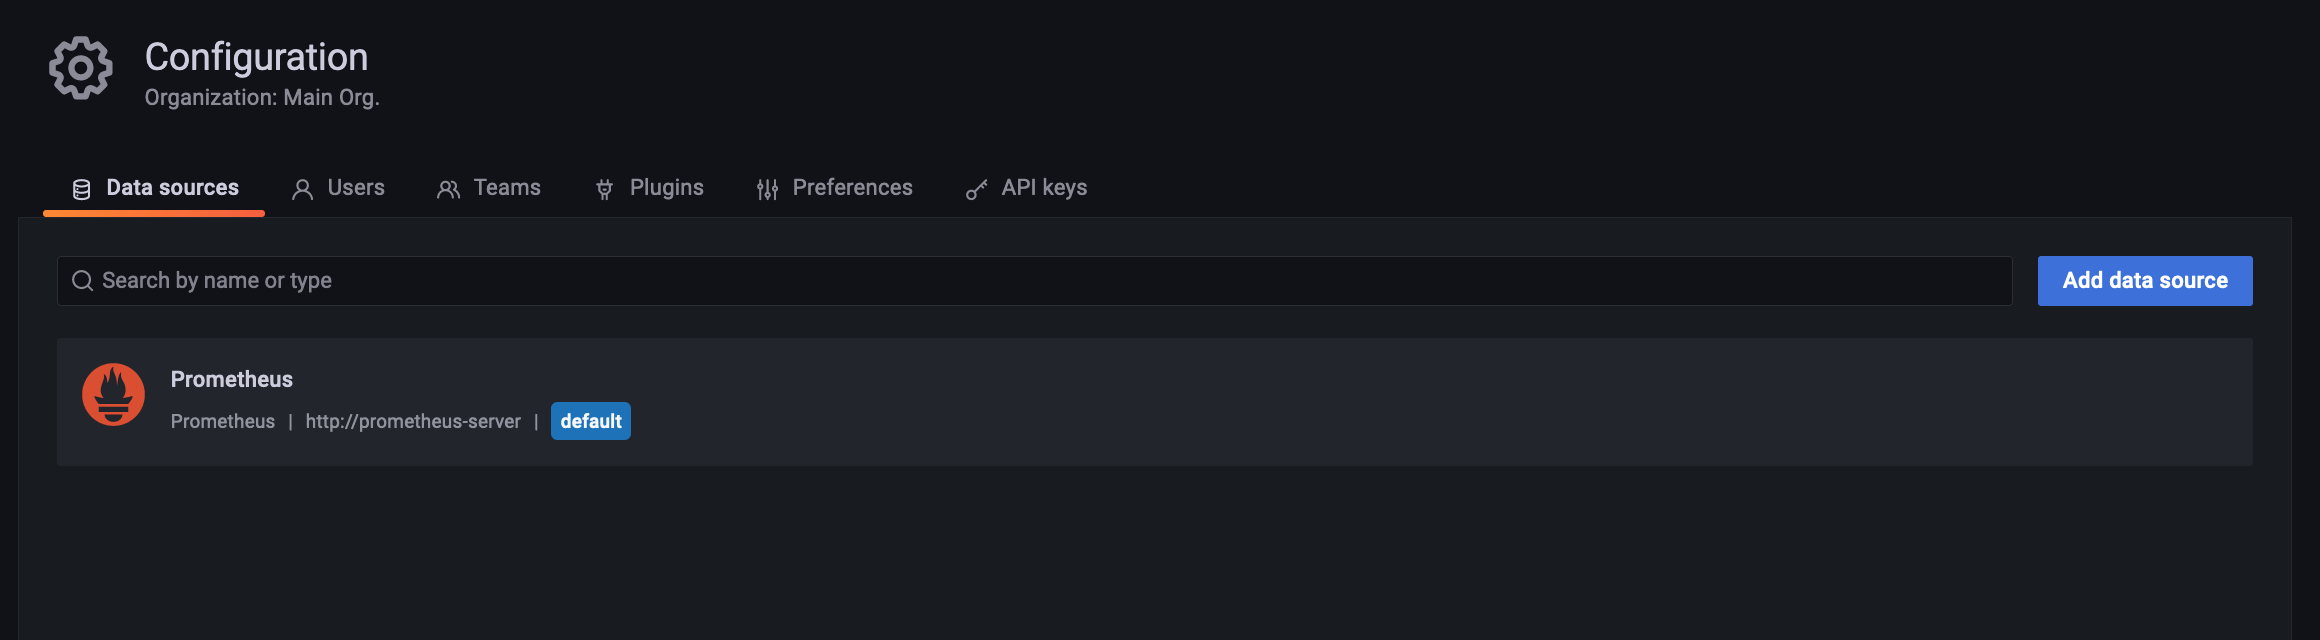 Configuration
Organization: Main Org.
Data sources Users Teams Plugins Preferences API keys
Search by name or type Add data source
Prometheus
Prometheus | http://prometheus-server | default